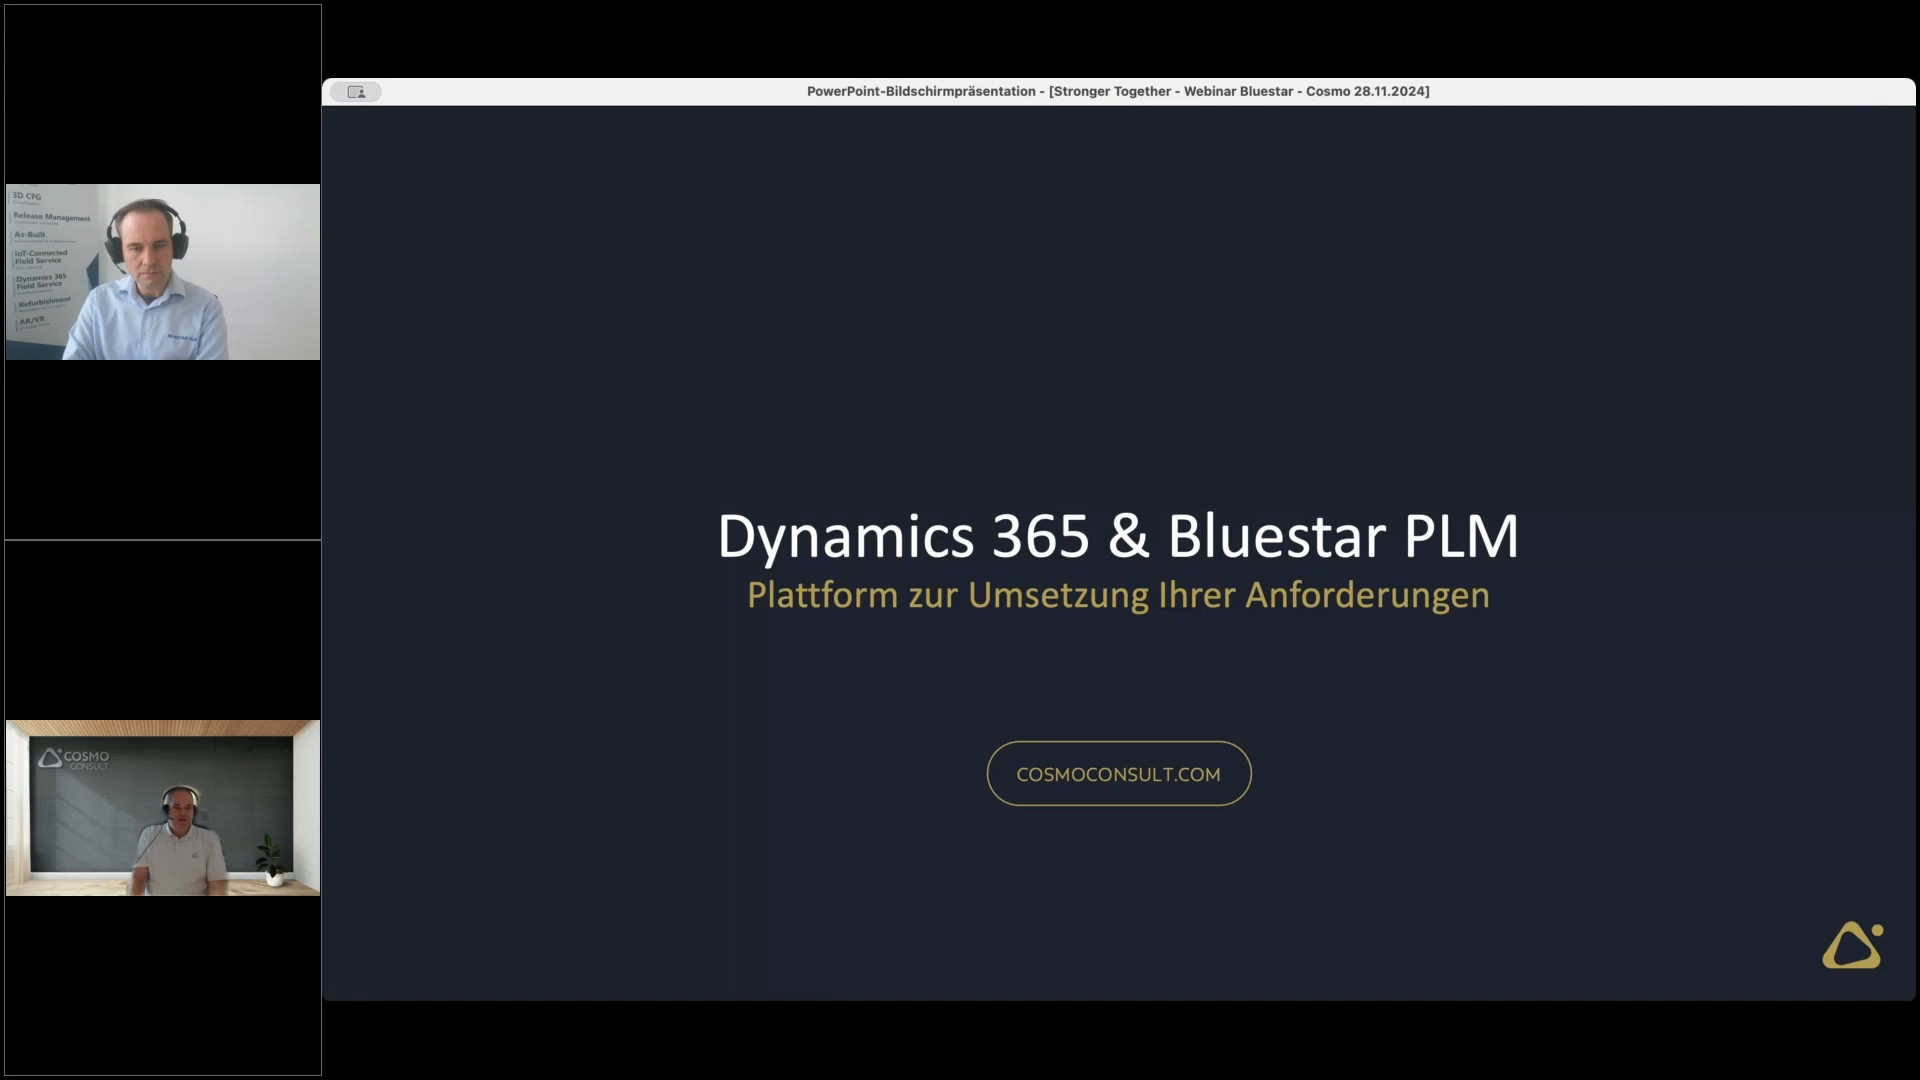 PowerPoint-Bildschirmpräsentation - [Stronger Together - Webinar Bluestar - Cosmo 28.11.2024]
3D CFG
Release Management
As-Built
IoT-Connected
Field Service
Dynamics 365
Field Service
Refurbishment
AR/VR
BLUESTAR PLM
Dynamics 365 & Bluestar PLM
Plattform zur Umsetzung Ihrer Anforderungen
COSMOCONSULT.COM
COSMO
CONSULT